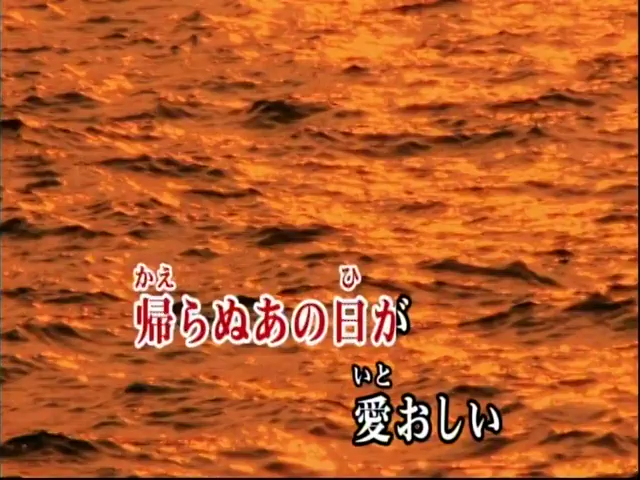 かえ ひ
帰らぬあの日が
いと
愛おしい